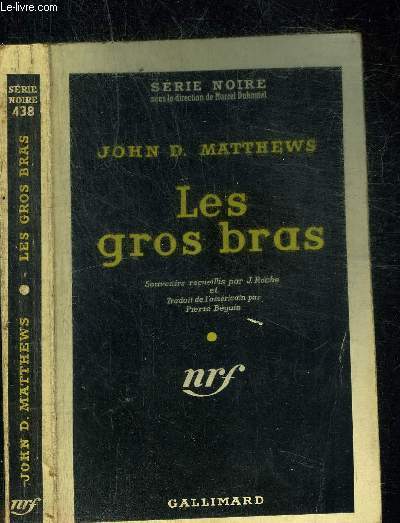 Le-livre.com
SÉRIE NOIRE
sous la direction de Marcel Duhamel
JOHN D. MATTHEWS
Les
gros bras
Souvenirs recueillis par J. Roche
et
Traduit de l'américain par
Pierre Béguin
nrf
GALLIMARD
SÉRIE
NOIRE
438
LES GROS BRAS
JOHN D. MATTHEWS
nrf